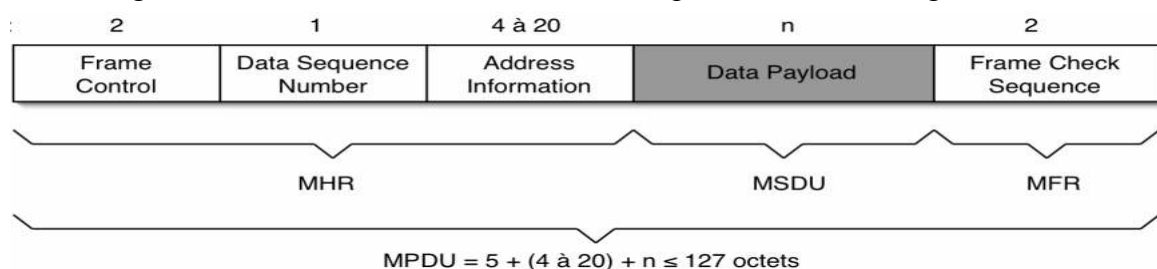 : 2 1 4 à 20 n 2
Frame Control Data Sequence Number Address Information Data Payload Frame Check Sequence
MHR MSDU MFR
MPDU = 5 + (4 à 20) + n ≤ 127 octets